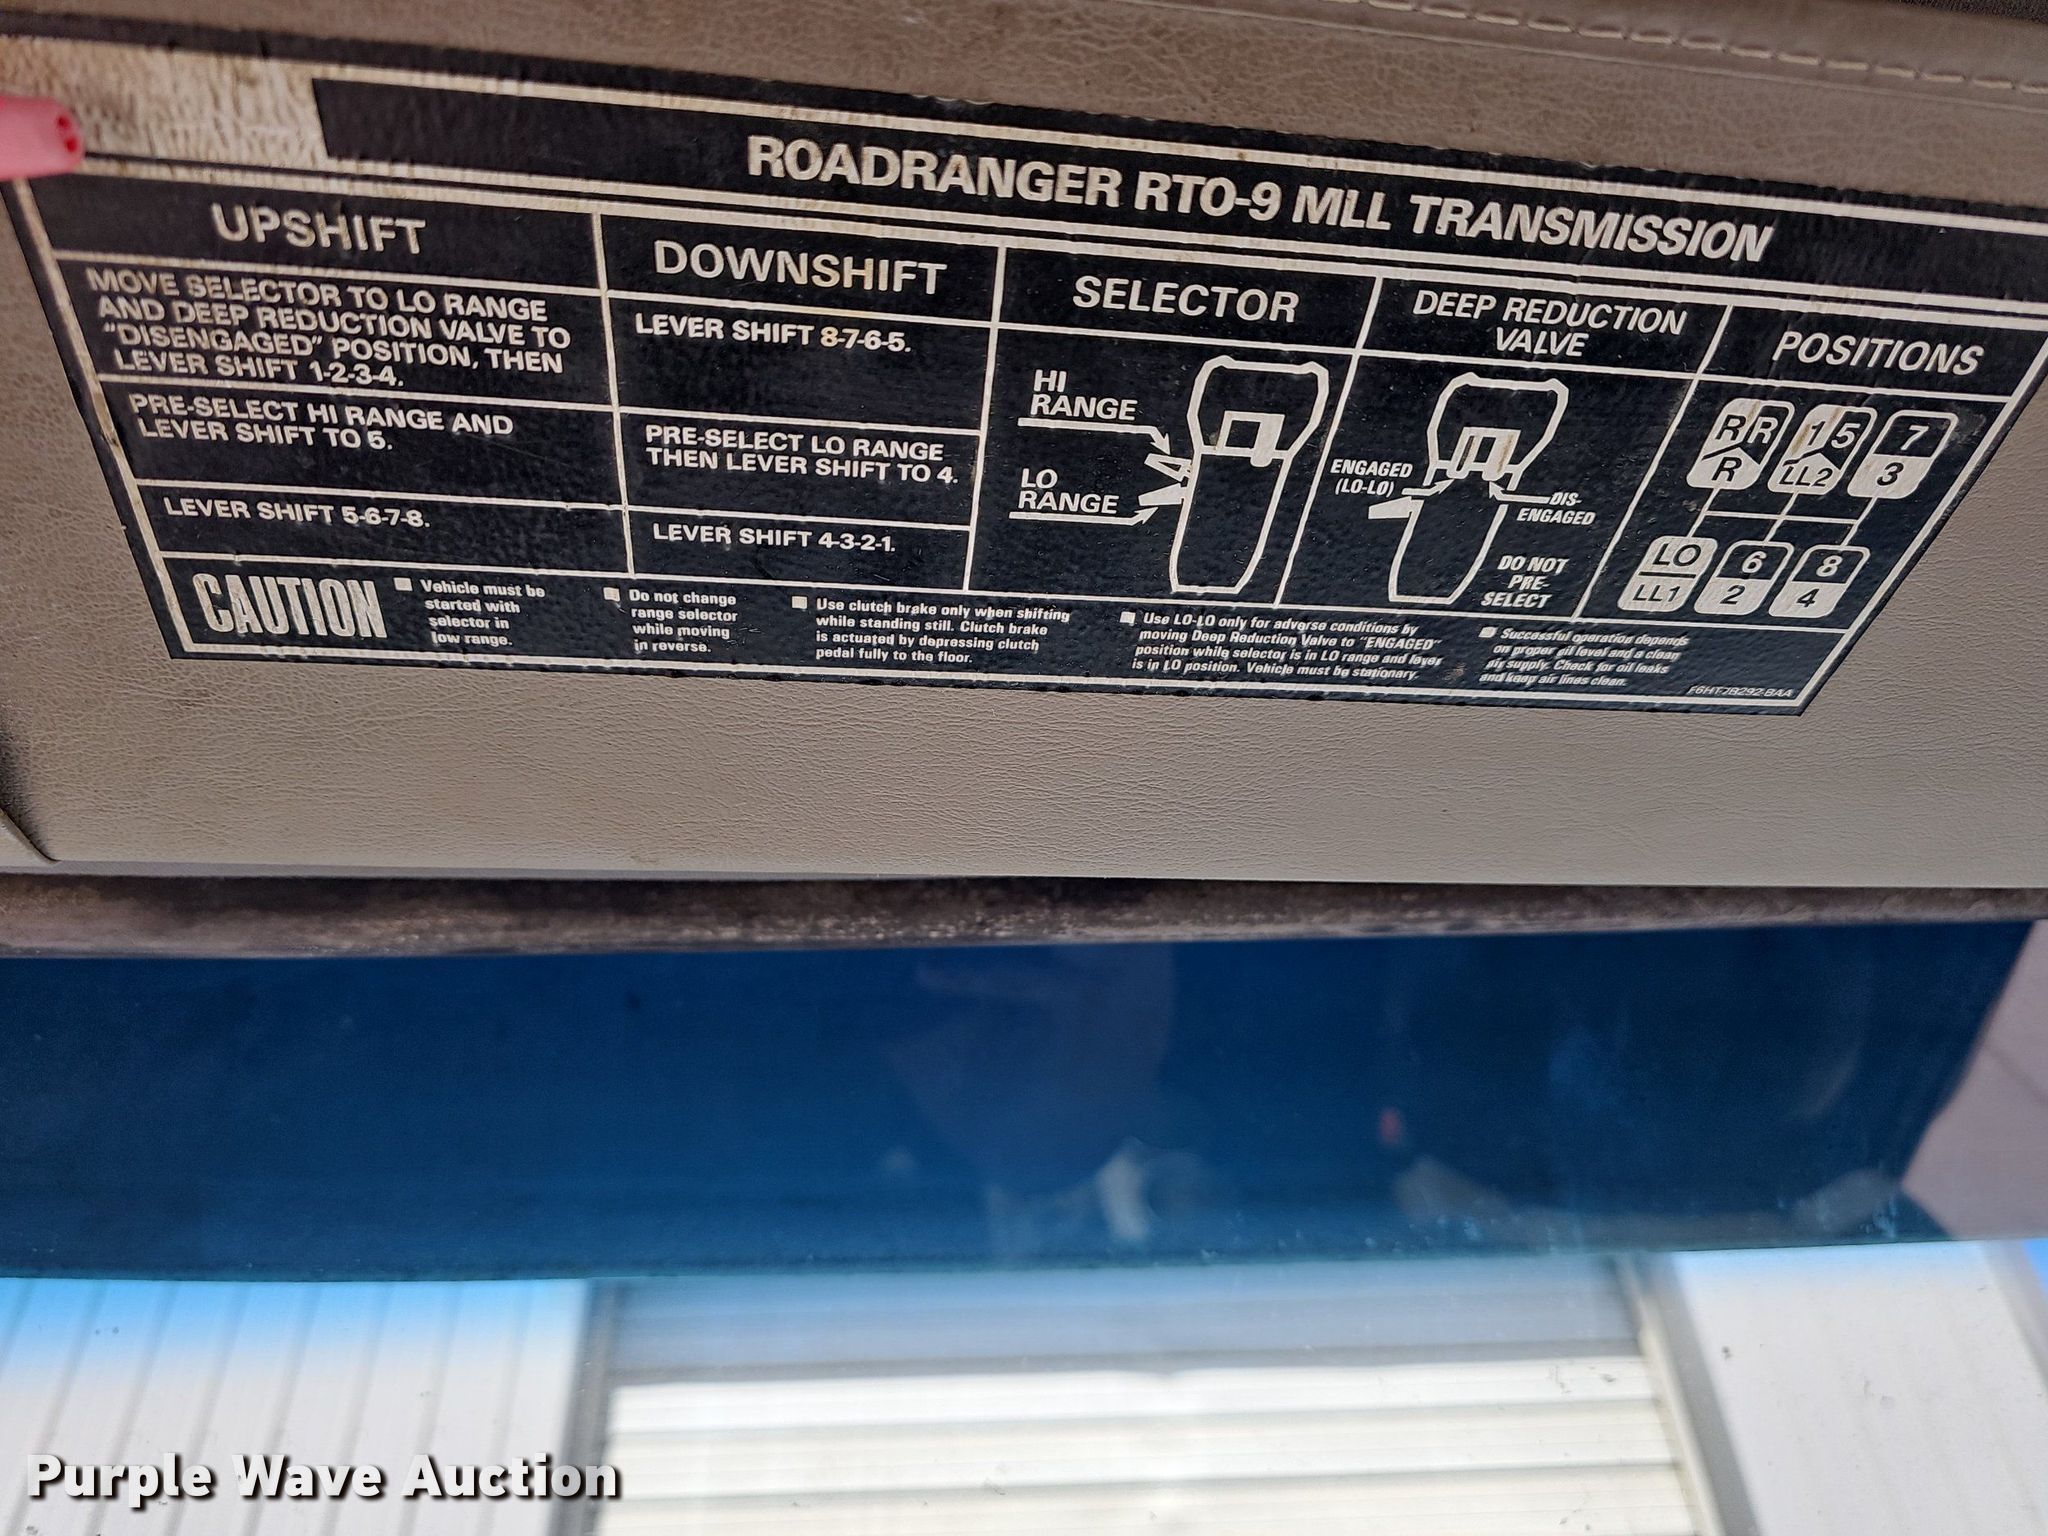 ROADRANGER RTO-9 MLL TRANSMISSION
UPSHIFT
MOVE SELECTOR TO LO RANGE
AND DEEP REDUCTION VALVE TO
"DISENGAGED" POSITION, THEN
LEVER SHIFT 1-2-3-4.
PRE-SELECT HI RANGE AND
LEVER SHIFT TO 5.
LEVER SHIFT 5-6-7-8.
DOWNSHIFT
LEVER SHIFT 8-7-6-5.
PRE-SELECT LO RANGE
THEN LEVER SHIFT TO 4.
LEVER SHIFT 4-3-2-1.
SELECTOR
HI
RANGE
LO
RANGE
DEEP REDUCTION
VALVE
ENGAGED
(LO-LO)
DIS-
ENGAGED
DO NOT
PRE-
SELECT
POSITIONS
R R 1 5 7
R LL2 3
LO 6 8
LL1 2 4
CAUTION
■ Vehicle must be
started with
selector in
low range.
■ Do not change
range selector
while moving
in reverse.
■ Use clutch brake only when shifting
while standing still. Clutch brake
is actuated by depressing clutch
pedal fully to the floor.
■ Use LO-LO only for adverse conditions by
moving Deep Reduction Valve to "ENGAGED"
position while selector is in LO range and lever
is in LO position. Vehicle must be stationary.
■ Successful operation depends
on proper oil level and a clean
air supply. Check for oil leaks
and keep air lines clean.
F6HT-7B292-BAA
Purple Wave Auction